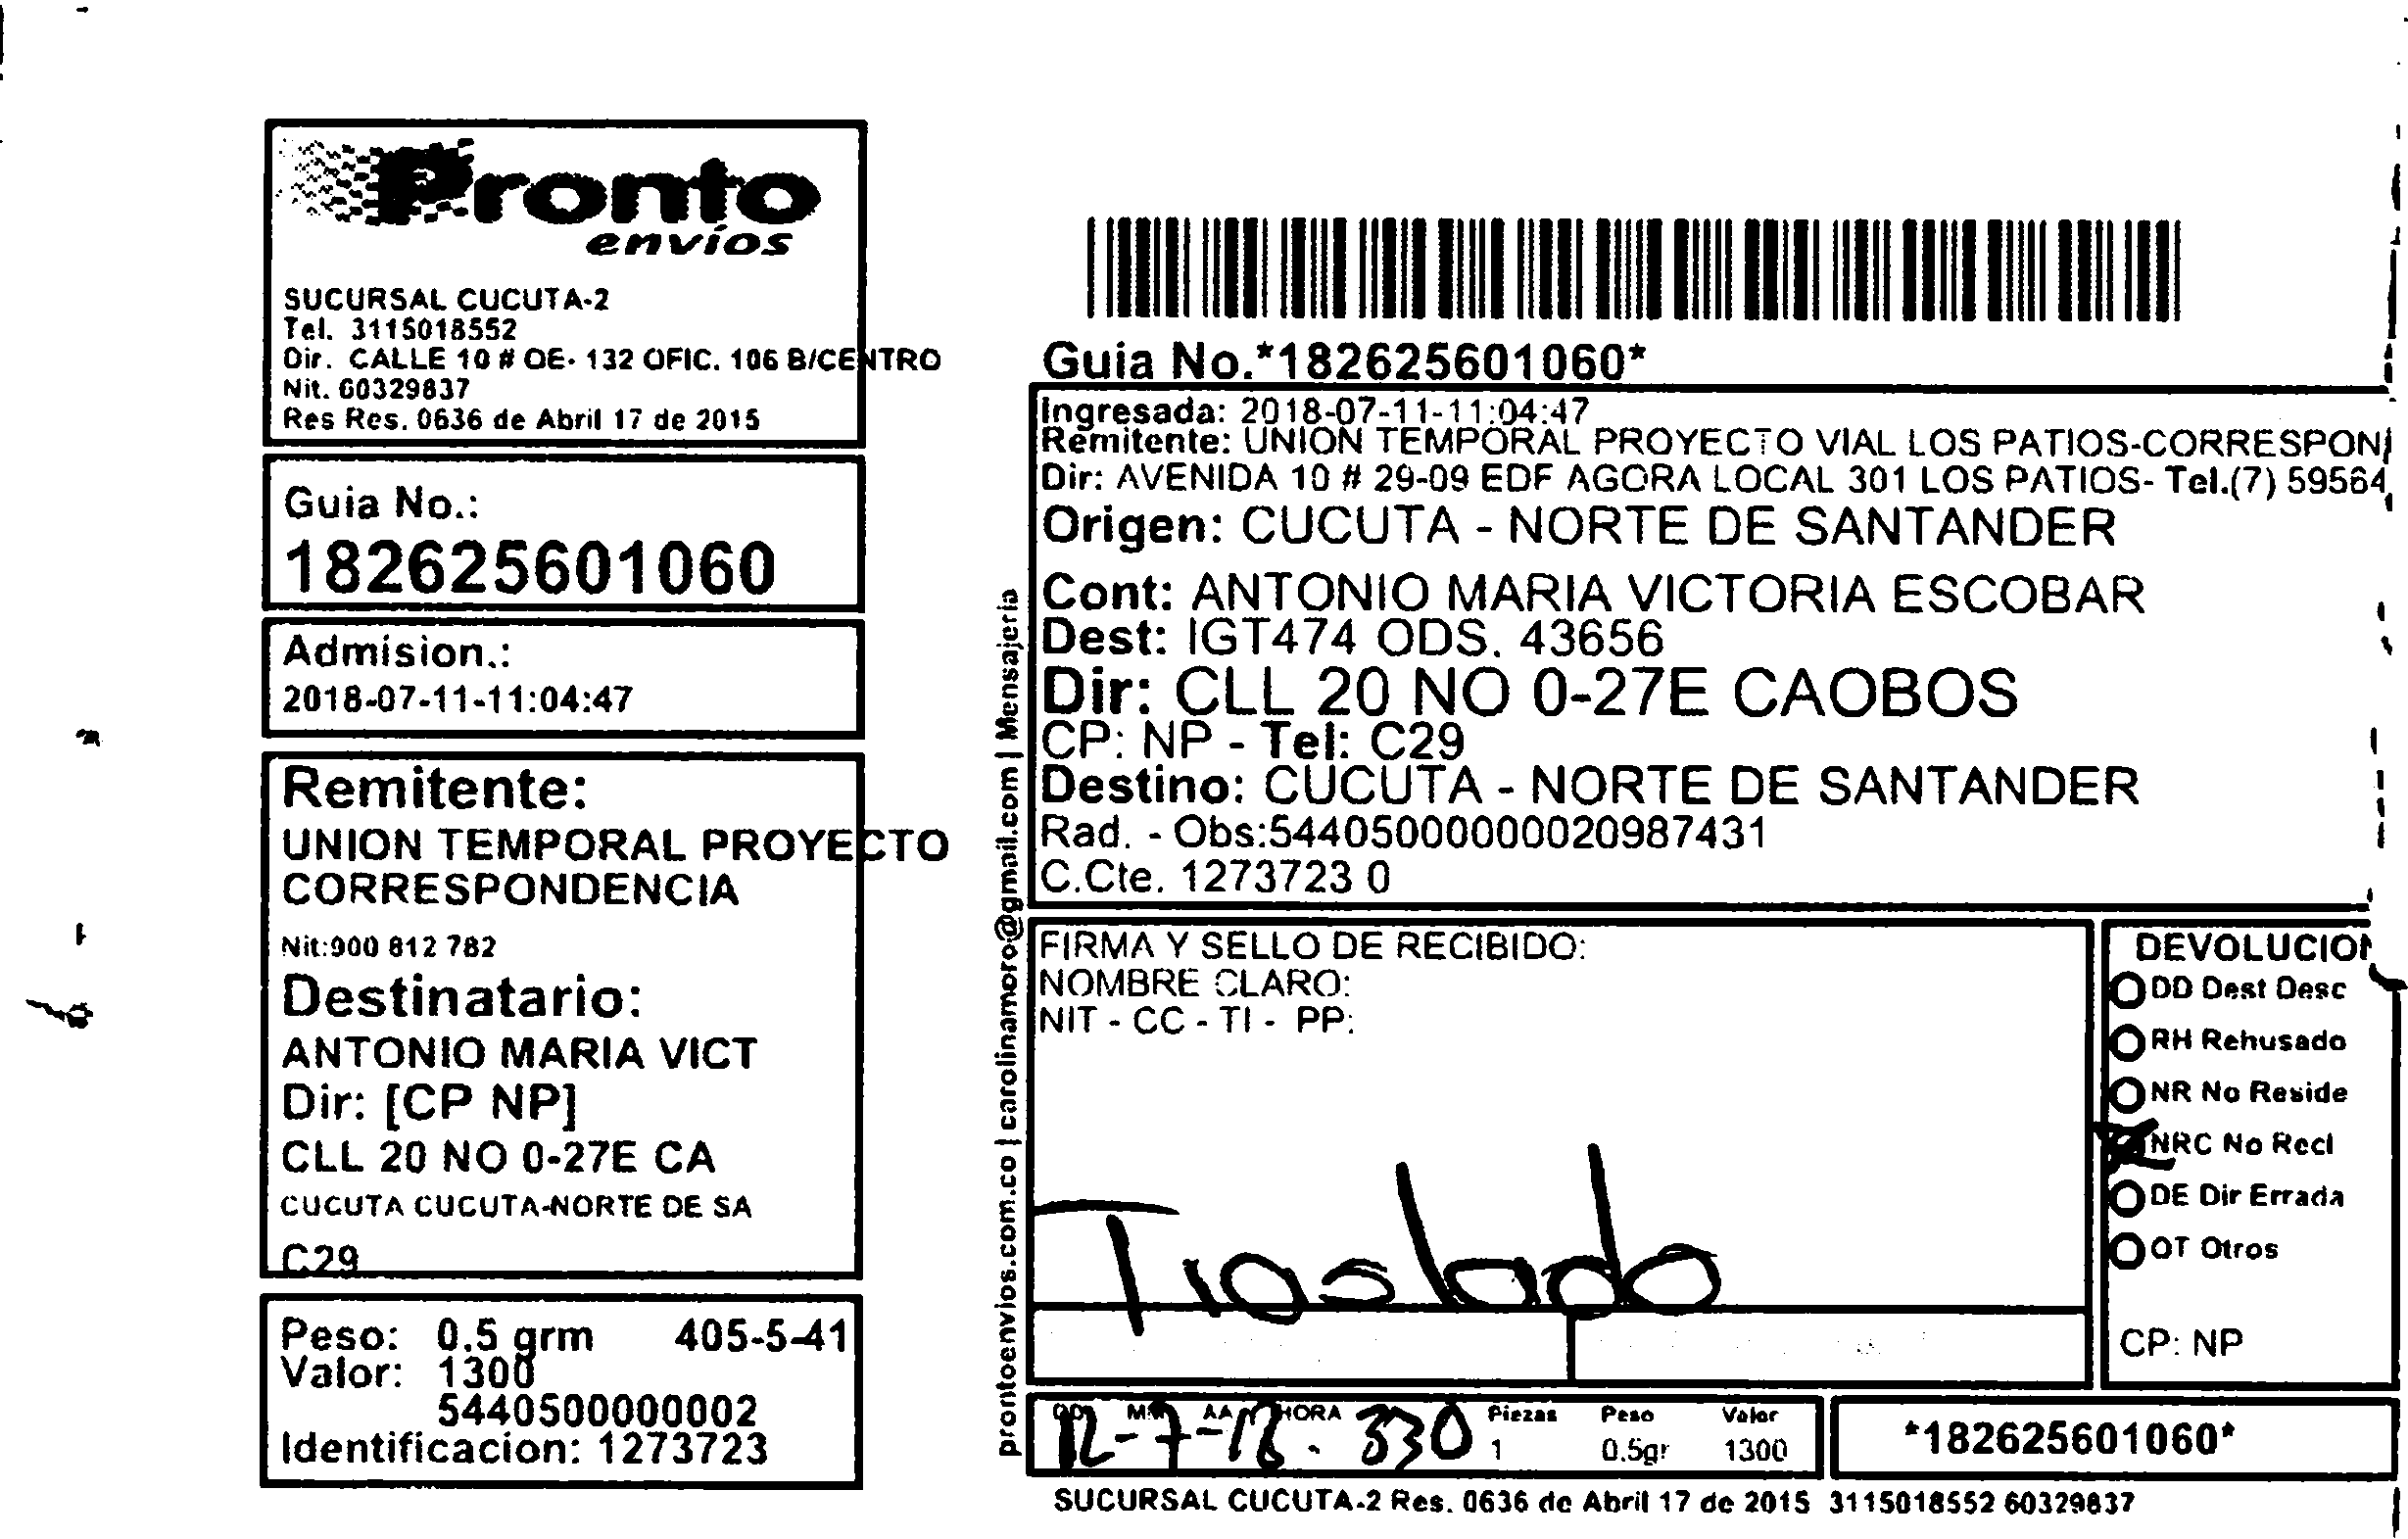 Pronto
envíos
SUCURSAL CUCUTA-2
Tel. 3115018552
Dir. CALLE 10 # OE- 132 OFIC. 106 B/CENTRO
Nit. 60329837
Res Res. 0636 de Abril 17 de 2015
Guia No.:
182625601060
Admision.:
2018-07-11-11:04:47
Remitente:
UNION TEMPORAL PROYECTO
CORRESPONDENCIA
Nit:900 812 782
Destinatario:
ANTONIO MARIA VICT
Dir: [CP NP]
CLL 20 NO 0-27E CA
CUCUTA CUCUTA-NORTE DE SA
C29
Peso: 0.5 grm 405-5-41
Valor: 1300
5440500000002
Identificacion: 1273723
prontoenvios.com.co | carolinamoro@gmail.com | Mensajeria
Guia No.*182625601060*
Ingresada: 2018-07-11-11:04:47
Remitente: UNION TEMPORAL PROYECTO VIAL LOS PATIOS-CORRESPON
Dir: AVENIDA 10 # 29-09 EDF AGORA LOCAL 301 LOS PATIOS- Tel.(7) 59564
Origen: CUCUTA - NORTE DE SANTANDER
Cont: ANTONIO MARIA VICTORIA ESCOBAR
Dest: IGT474 ODS. 43656
Dir: CLL 20 NO 0-27E CAOBOS
CP: NP - Tel: C29
Destino: CUCUTA - NORTE DE SANTANDER
Rad. - Obs:544050000000020987431
C.Cte. 1273723 0
FIRMA Y SELLO DE RECIBIDO:
NOMBRE CLARO:
NIT - CC - TI - PP:
Traslado
DEVOLUCION
DD Dest Desc
RH Rehusado
NR No Reside
NRC No Recl
DE Dir Errada
OT Otros
CP: NP
DD MM AA HORA Piezas Peso Valor
12-7-18. 330 1 0.5gr 1300
*182625601060*
SUCURSAL CUCUTA-2 Res. 0636 de Abril 17 de 2015 3115018552 60329837